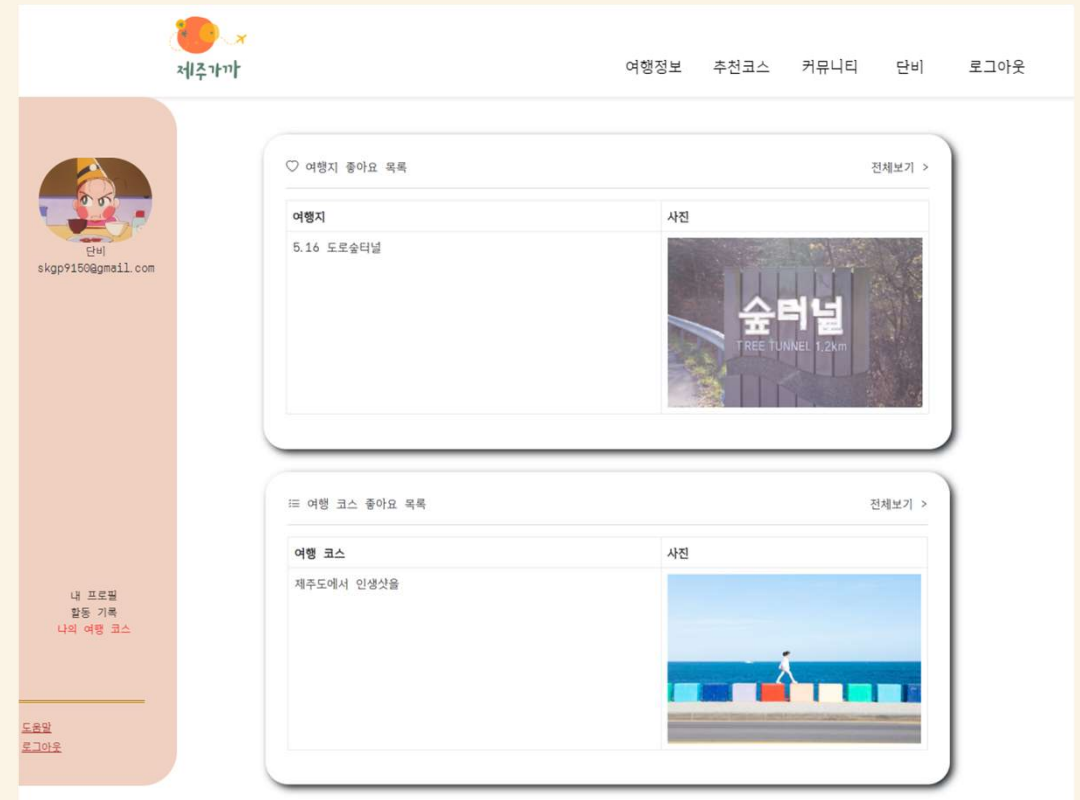 제주가까
여행정보 추천코스 커뮤니티 단비 로그아웃
단비
skgp9150@gmail.com
내 프로필
활동 기록
나의 여행 코스
도움말
로그아웃
여행지 좋아요 목록 전체보기 >
여행지 사진
5.16 도로숲터널
숲터널
TREE TUNNEL 1.2km
여행 코스 좋아요 목록 전체보기 >
여행 코스 사진
제주도에서 인생샷을